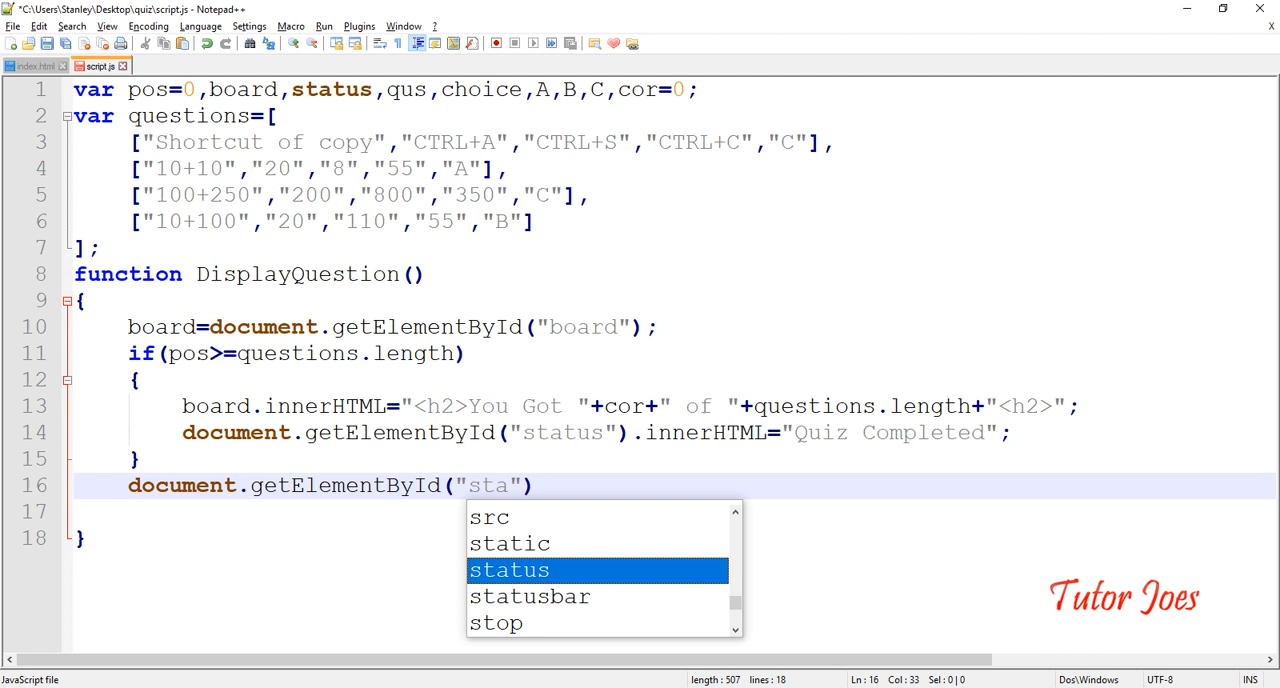 *C:\Users\Stanley\Desktop\quiz\script.js - Notepad++
File Edit Search View Encoding Language Settings Macro Run Plugins Window ?
X
index.html script.js
1 var pos=0,board,status,qus,choice,A,B,C,cor=0;
2 var questions=[
3 ["Shortcut of copy","CTRL+A","CTRL+S","CTRL+C","C"],
4 ["10+10","20","8","55","A"],
5 ["100+250","200","800","350","C"],
6 ["10+100","20","110","55","B"]
7 ];
8 function DisplayQuestion()
9 {
10 board=document.getElementById("board");
11 if(pos>=questions.length)
12 {
13 board.innerHTML="<h2>You Got "+cor+" of "+questions.length+"<h2>";
14 document.getElementById("status").innerHTML="Quiz Completed";
15 }
16 document.getElementById("sta")
17
18 }
src
static
status
statusbar
stop
Tutor Joes
JavaScript file length : 507 lines : 18 Ln : 16 Col : 33 Sel : 0 | 0 Dos\Windows UTF-8 INS